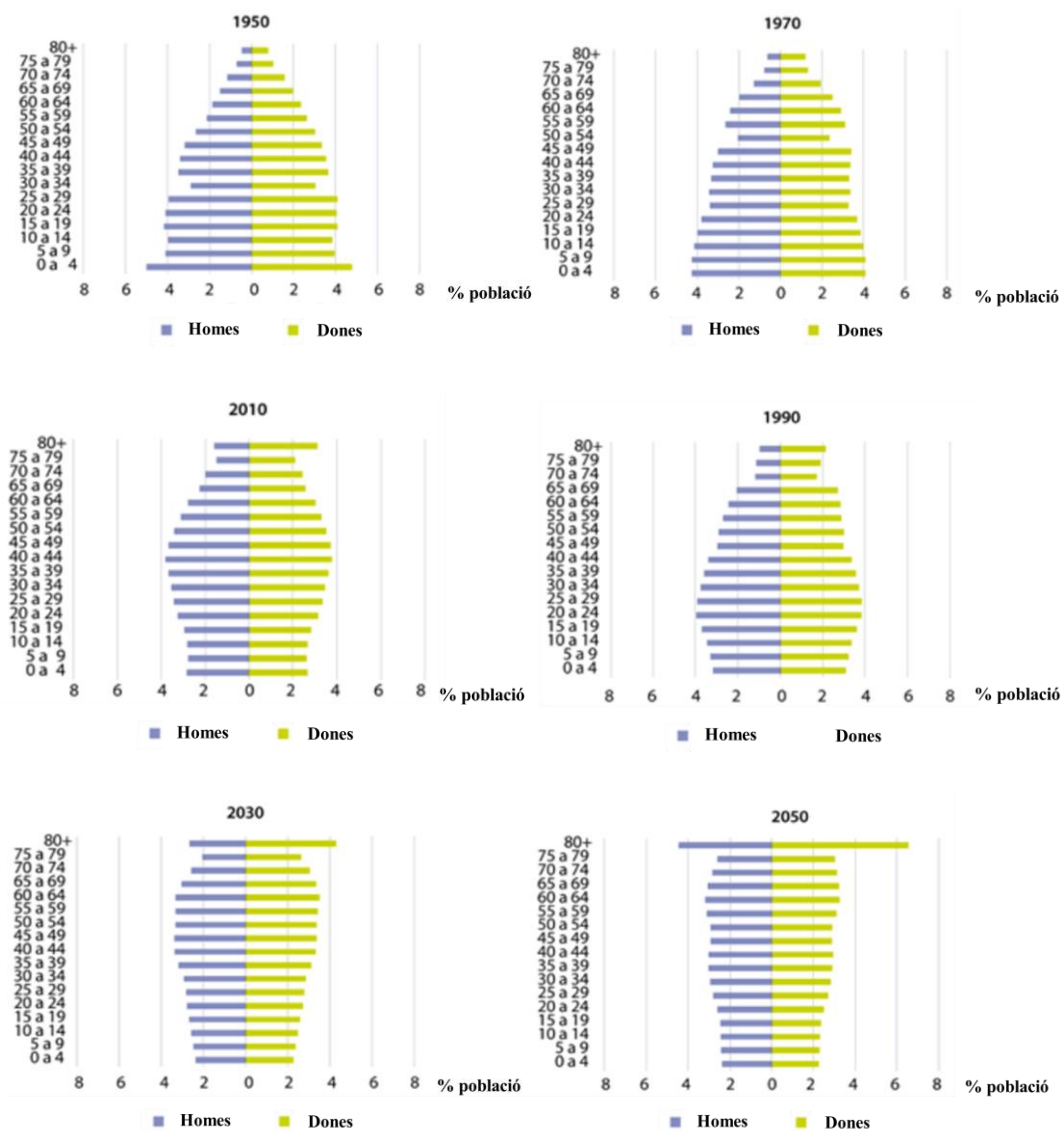 1950
80+
75 a 79
70 a 74
65 a 69
60 a 64
55 a 59
50 a 54
45 a 49
40 a 44
35 a 39
30 a 34
25 a 29
20 a 24
15 a 19
10 a 14
5 a 9
0 a 4
8 6 4 2 0 2 4 6 8 % població
Homes Dones
1970
80+
75 a 79
70 a 74
65 a 69
60 a 64
55 a 59
50 a 54
45 a 49
40 a 44
35 a 39
30 a 34
25 a 29
20 a 24
15 a 19
10 a 14
5 a 9
0 a 4
8 6 4 2 0 2 4 6 8 % població
Homes Dones
2010
80+
75 a 79
70 a 74
65 a 69
60 a 64
55 a 59
50 a 54
45 a 49
40 a 44
35 a 39
30 a 34
25 a 29
20 a 24
15 a 19
10 a 14
5 a 9
0 a 4
8 6 4 2 0 2 4 6 8 % població
Homes Dones
1990
80+
75 a 79
70 a 74
65 a 69
60 a 64
55 a 59
50 a 54
45 a 49
40 a 44
35 a 39
30 a 34
25 a 29
20 a 24
15 a 19
10 a 14
5 a 9
0 a 4
8 6 4 2 0 2 4 6 8 % població
Homes Dones
2030
80+
75 a 79
70 a 74
65 a 69
60 a 64
55 a 59
50 a 54
45 a 49
40 a 44
35 a 39
30 a 34
25 a 29
20 a 24
15 a 19
10 a 14
5 a 9
0 a 4
8 6 4 2 0 2 4 6 8 % població
Homes Dones
2050
80+
75 a 79
70 a 74
65 a 69
60 a 64
55 a 59
50 a 54
45 a 49
40 a 44
35 a 39
30 a 34
25 a 29
20 a 24
15 a 19
10 a 14
5 a 9
0 a 4
8 6 4 2 0 2 4 6 8 % població
Homes Dones